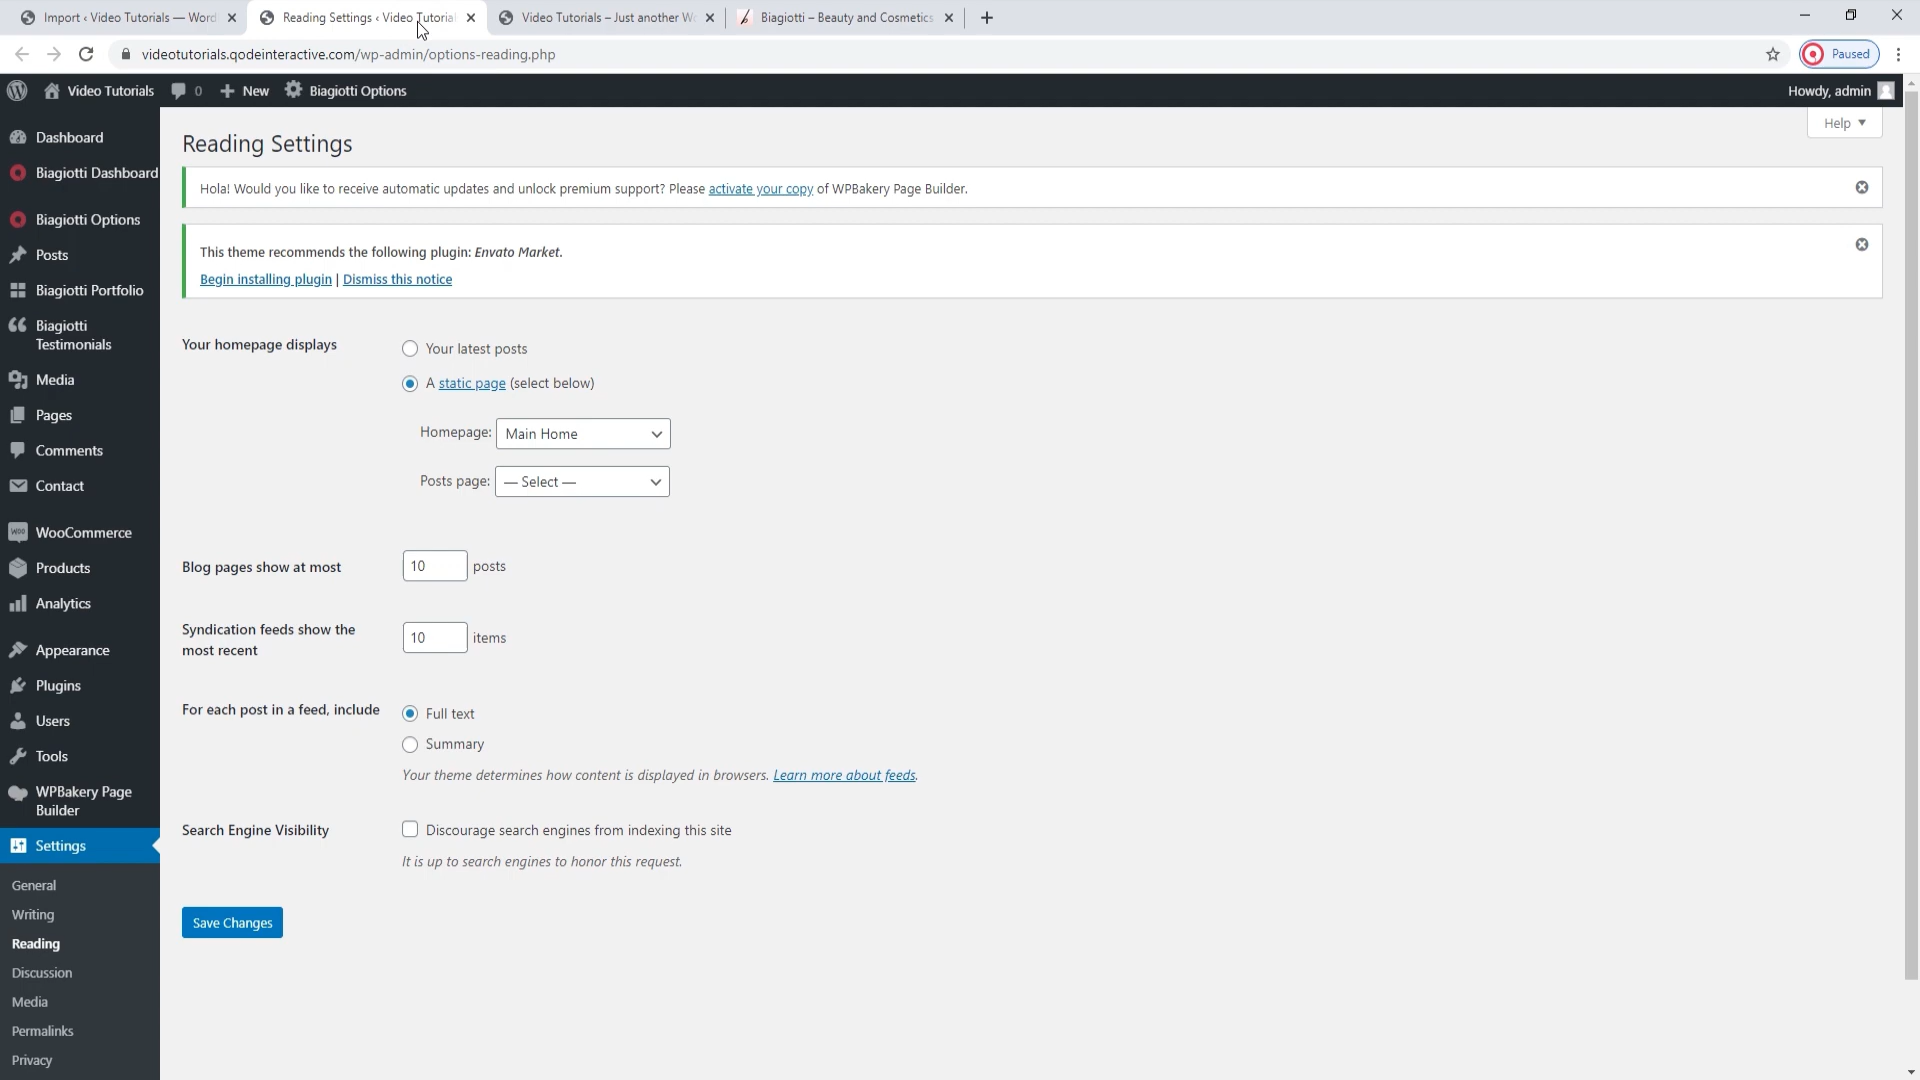 Import ‹ Video Tutorials — Word
Reading Settings ‹ Video Tutorial
Video Tutorials – Just another W
Biagiotti – Beauty and Cosmetics
videotutorials.qodeinteractive.com/wp-admin/options-reading.php
Paused
Video Tutorials
0
New
Biagiotti Options
Howdy, admin
Help
Dashboard
Biagiotti Dashboard
Biagiotti Options
Posts
Biagiotti Portfolio
Biagiotti
Testimonials
Media
Pages
Comments
Contact
WooCommerce
Products
Analytics
Appearance
Plugins
Users
Tools
WPBakery Page
Builder
Settings
General
Writing
Reading
Discussion
Media
Permalinks
Privacy
Reading Settings
Hola! Would you like to receive automatic updates and unlock premium support? Please activate your copy of WPBakery Page Builder.
This theme recommends the following plugin: Envato Market.
Begin installing plugin | Dismiss this notice
Your homepage displays
Your latest posts
A static page (select below)
Homepage: Main Home
Posts page: — Select —
Blog pages show at most 10 posts
Syndication feeds show the
most recent
10 items
For each post in a feed, include
Full text
Summary
Your theme determines how content is displayed in browsers. Learn more about feeds.
Search Engine Visibility
Discourage search engines from indexing this site
It is up to search engines to honor this request.
Save Changes